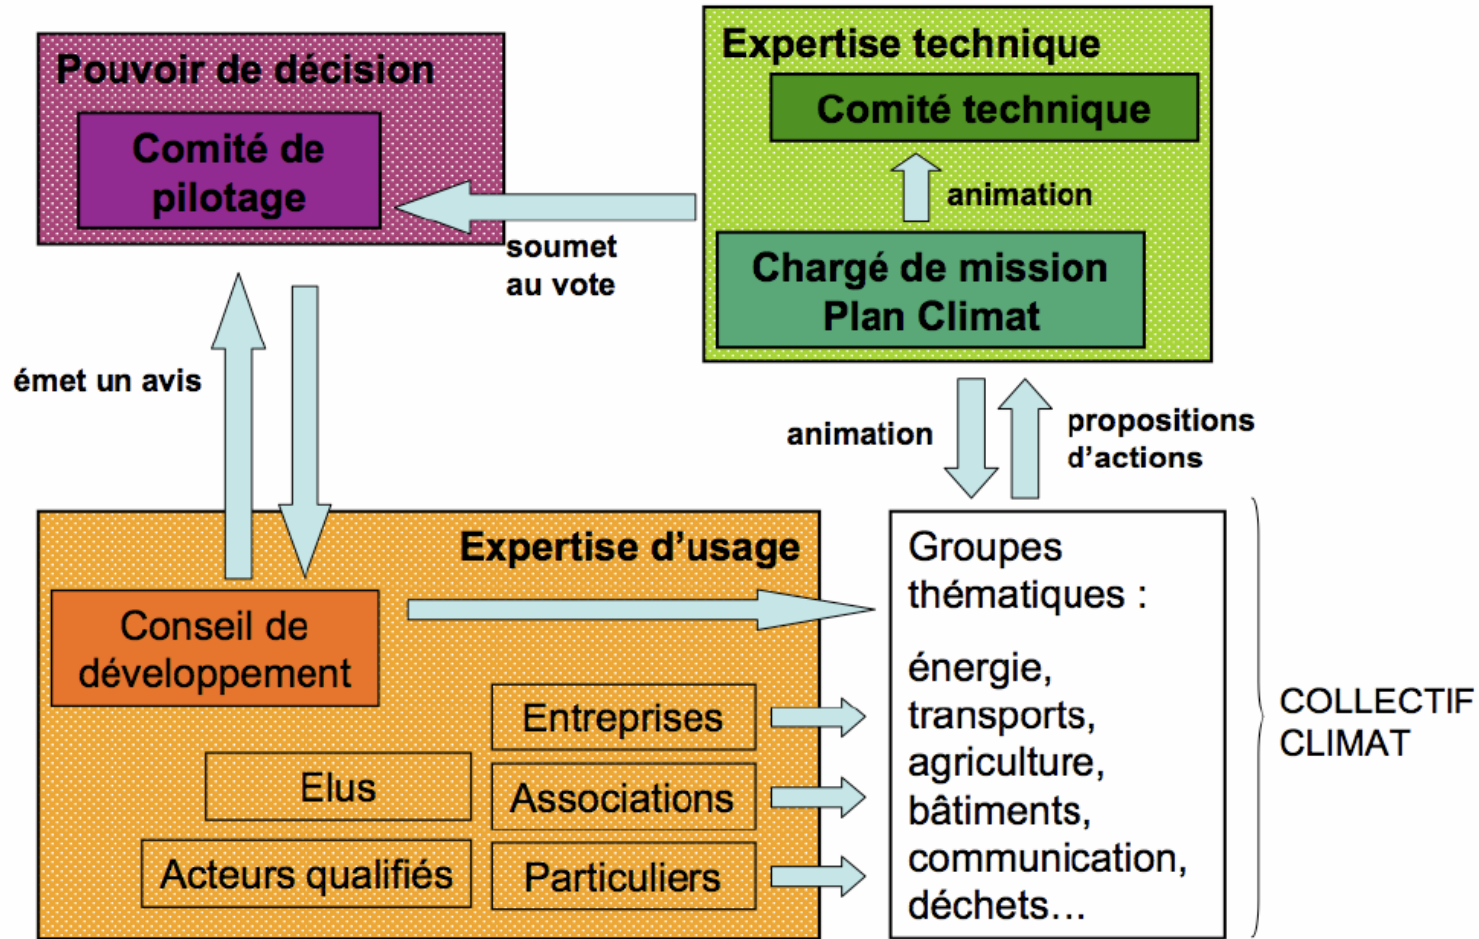 Pouvoir de décision
Comité de
pilotage
Expertise technique
Comité technique
animation
Chargé de mission
Plan Climat
soumet
au vote
émet un avis
animation
propositions
d’actions
Expertise d’usage
Conseil de
développement
Entreprises
Elus
Associations
Acteurs qualifiés
Particuliers
Groupes
thématiques :
énergie,
transports,
agriculture,
bâtiments,
communication,
déchets...
COLLECTIF
CLIMAT